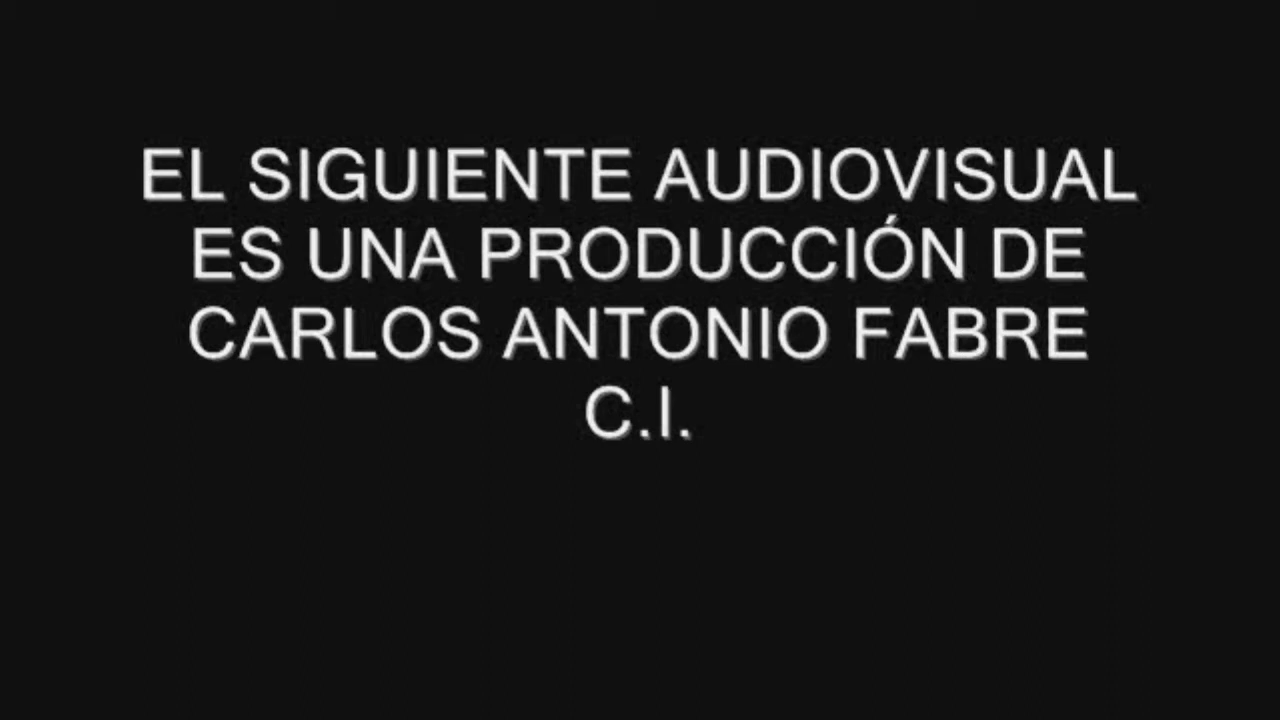 EL SIGUIENTE AUDIOVISUAL
ES UNA PRODUCCIÓN DE
CARLOS ANTONIO FABRE
C.I.